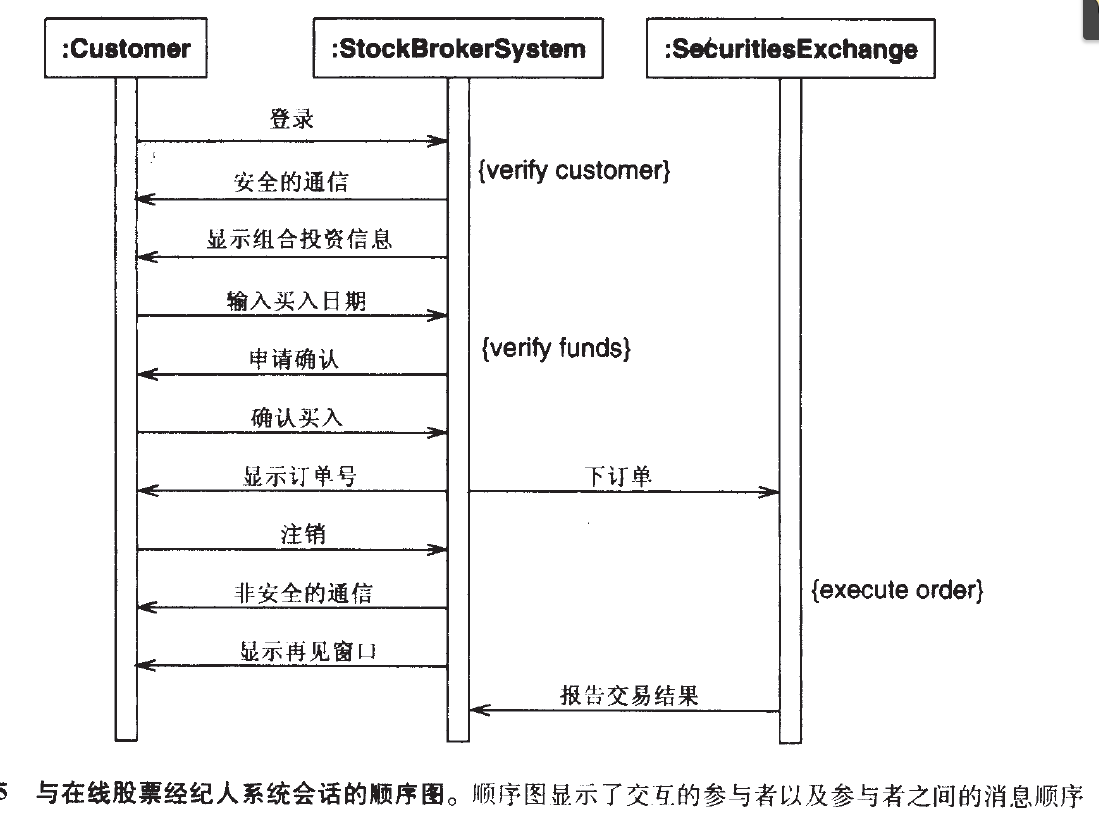 :Customer :StockBrokerSystem :SecuritiesExchange
登录
{verify customer}
安全的通信
显示组合投资信息
输入买入日期
{verify funds}
申请确认
确认买入
显示订单号 下订单
注销
非安全的通信 {execute order}
显示再见窗口
报告交易结果
5 与在线股票经纪人系统会话的顺序图。顺序图显示了交互的参与者以及参与者之间的消息顺序